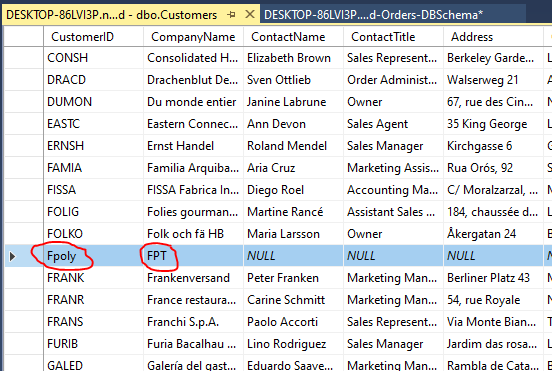 DESKTOP-86LVI3P.n...d - dbo.Customers DESKTOP-86LVI3P....d-Orders-DBSchema*
CustomerID CompanyName ContactName ContactTitle Address
CONSH Consolidated H... Elizabeth Brown Sales Represent... Berkeley Garde...
DRACD Drachenblut De... Sven Ottlieb Order Administ... Walserweg 21
DUMON Du monde entier Janine Labrune Owner 67, rue des Cin...
EASTC Eastern Connec... Ann Devon Sales Agent 35 King George
ERNSH Ernst Handel Roland Mendel Sales Manager Kirchgasse 6
FAMIA Familia Arquiba... Aria Cruz Marketing Assis... Rua Orós, 92
FISSA FISSA Fabrica In... Diego Roel Accounting Ma... C/ Moralzarzal, ...
FOLIG Folies gourman... Martine Rancé Assistant Sales ... 184, chaussée d...
FOLKO Folk och fä HB Maria Larsson Owner Åkergatan 24
Fpoly FPT NULL NULL NULL
FRANK Frankenversand Peter Franken Marketing Man... Berliner Platz 43
FRANR France restaura... Carine Schmitt Marketing Man... 54, rue Royale
FRANS Franchi S.p.A. Paolo Accorti Sales Represent... Via Monte Bian...
FURIB Furia Bacalhau ... Lino Rodriguez Sales Manager Jardim das rosa...
GALED Galería del gast... Eduardo Saave... Marketing Man... Rambla de Cata...